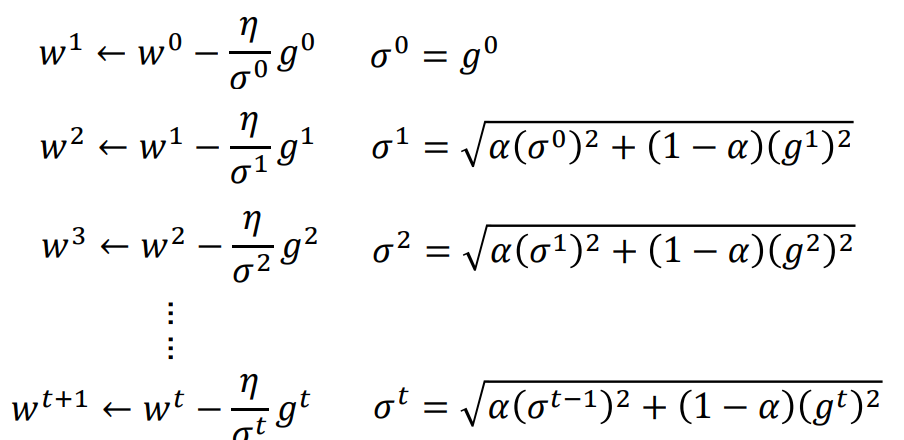 w¹ ← w⁰ − η/σ⁰ g⁰   σ⁰ = g⁰
w² ← w¹ − η/σ¹ g¹   σ¹ = √(α(σ⁰)² + (1 − α)(g¹)²)
w³ ← w² − η/σ² g²   σ² = √(α(σ¹)² + (1 − α)(g²)²)
⋮
⋮
wᵗ⁺¹ ← wᵗ − η/σᵗ gᵗ   σᵗ = √(α(σᵗ⁻¹)² + (1 − α)(gᵗ)²)